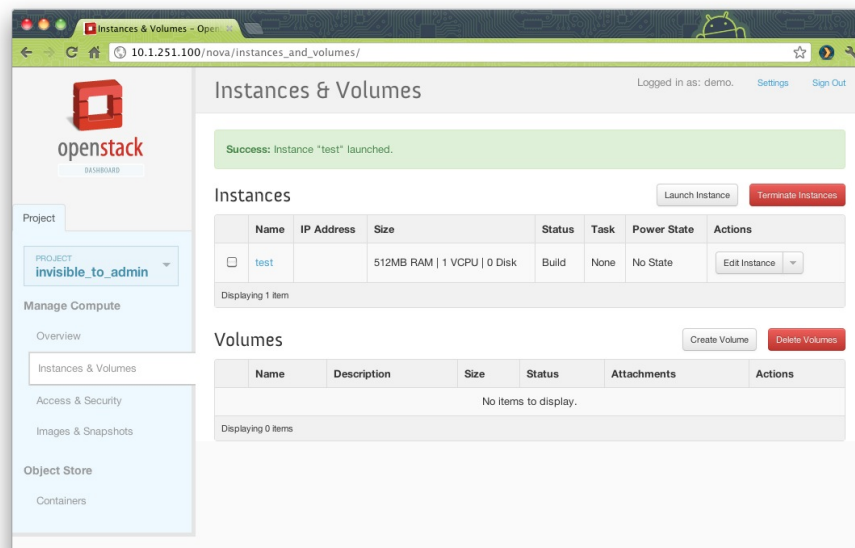 Instances & Volumes - Open
10.1.251.100/nova/instances_and_volumes/
openstack
DASHBOARD
Project
PROJECT
invisible_to_admin
Manage Compute
Overview
Instances & Volumes
Access & Security
Images & Snapshots
Object Store
Containers
Instances & Volumes
Logged in as: demo. Settings Sign Out
Success: Instance "test" launched.
Instances
Launch Instance Terminate Instances
Name IP Address Size Status Task Power State Actions
test 512MB RAM | 1 VCPU | 0 Disk Build None No State Edit Instance
Displaying 1 item
Volumes
Create Volume Delete Volumes
Name Description Size Status Attachments Actions
No items to display.
Displaying 0 items